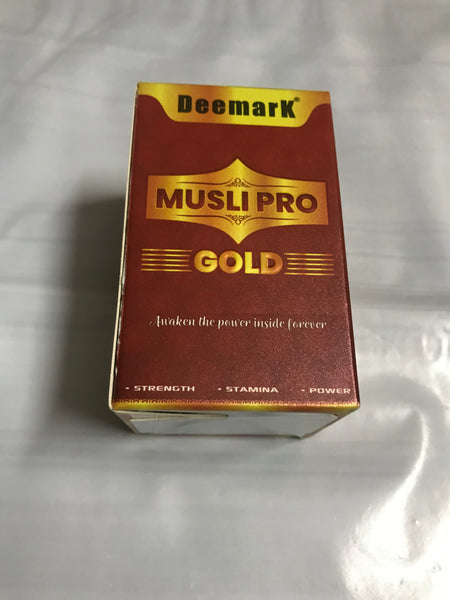 DeemarK®
MUSLI PRO
GOLD
Awaken the power inside forever
- STRENGTH - STAMINA - POWER